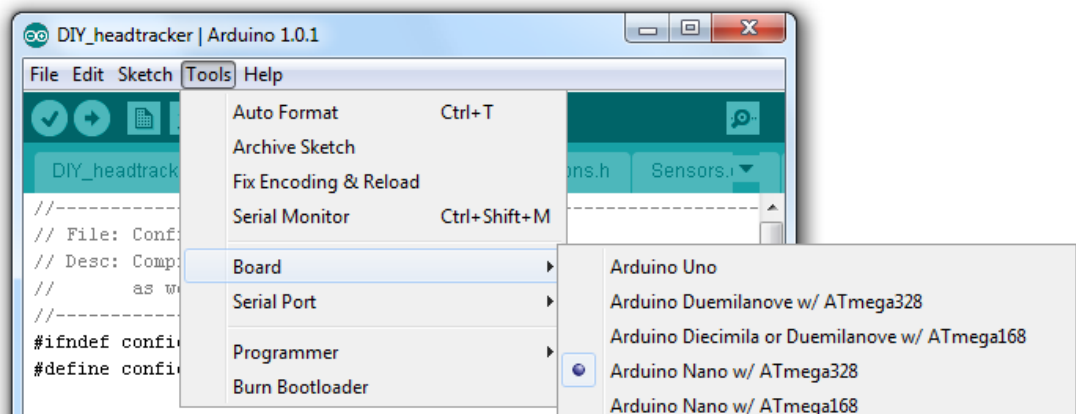 DIY_headtracker | Arduino 1.0.1
File Edit Sketch Tools Help
Auto Format Ctrl+T
Archive Sketch
Fix Encoding & Reload
Serial Monitor Ctrl+Shift+M
Board
Serial Port
Programmer
Burn Bootloader
Arduino Uno
Arduino Duemilanove w/ ATmega328
Arduino Diecimila or Duemilanove w/ ATmega168
Arduino Nano w/ ATmega328
Arduino Nano w/ ATmega168
DIY_headtrack ons.h Sensors.
//-----------
// File: Conf
// Desc: Comp
// as w
//-----------
#ifndef confi
#define confi